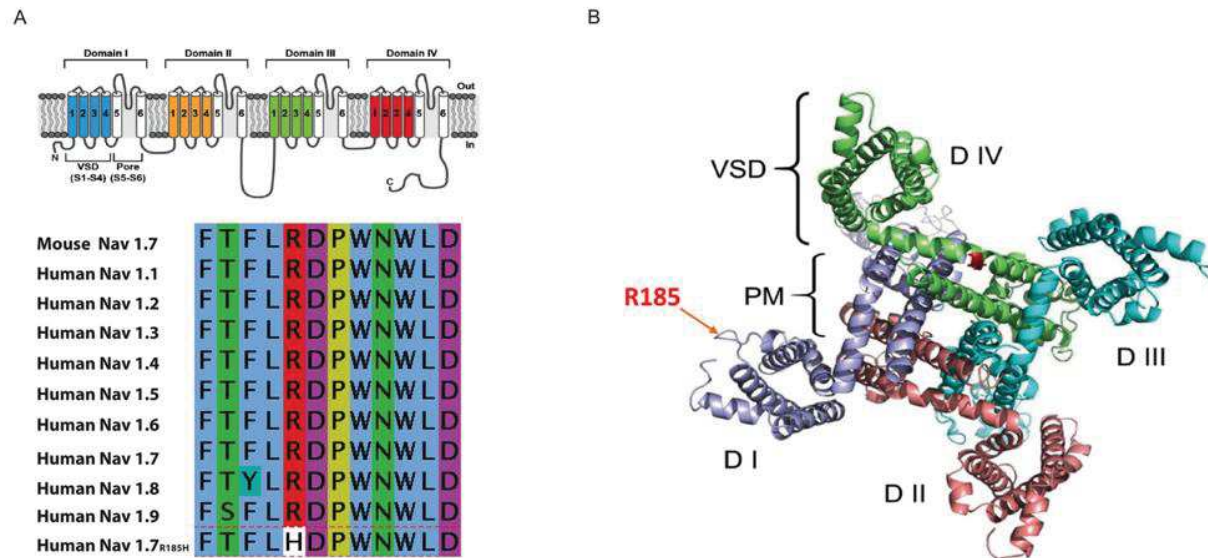 A
Domain I Domain II Domain III Domain IV
Out
1 2 3 4 5 6 1 2 3 4 5 6 1 2 3 4 5 6 1 2 3 4 5 6
In
N
VSD Pore
(S1-S4) (S5-S6)
C
Mouse Nav 1.7 F T F L R D P W N W L D
Human Nav 1.1 F T F L R D P W N W L D
Human Nav 1.2 F T F L R D P W N W L D
Human Nav 1.3 F T F L R D P W N W L D
Human Nav 1.4 F T F L R D P W N W L D
Human Nav 1.5 F T F L R D P W N W L D
Human Nav 1.6 F T F L R D P W N W L D
Human Nav 1.7 F T F L R D P W N W L D
Human Nav 1.8 F T Y L R D P W N W L D
Human Nav 1.9 F S F L R D P W N W L D
Human Nav 1.7R185H F T F L H D P W N W L D
B
VSD
D IV
PM
R185
D III
D I
D II